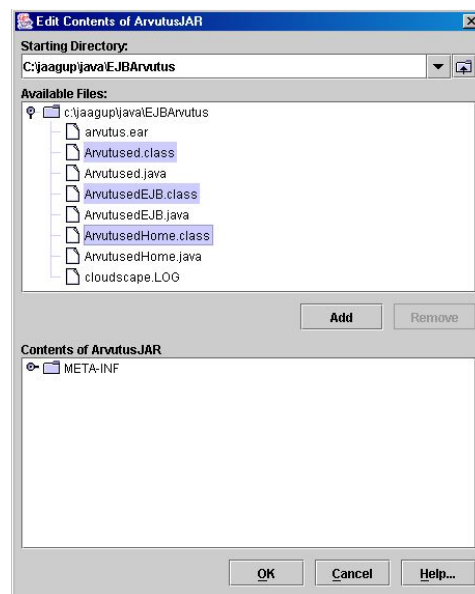 Edit Contents of ArvutusJAR
Starting Directory:
C:\jaagup\java\EJBArvutus
Available Files:
c:\jaagup\java\EJBArvutus
arvutus.ear
Arvutused.class
Arvutused.java
ArvutusedEJB.class
ArvutusedEJB.java
ArvutusedHome.class
ArvutusedHome.java
cloudscape.LOG
Add Remove
Contents of ArvutusJAR
META-INF
OK Cancel Help...